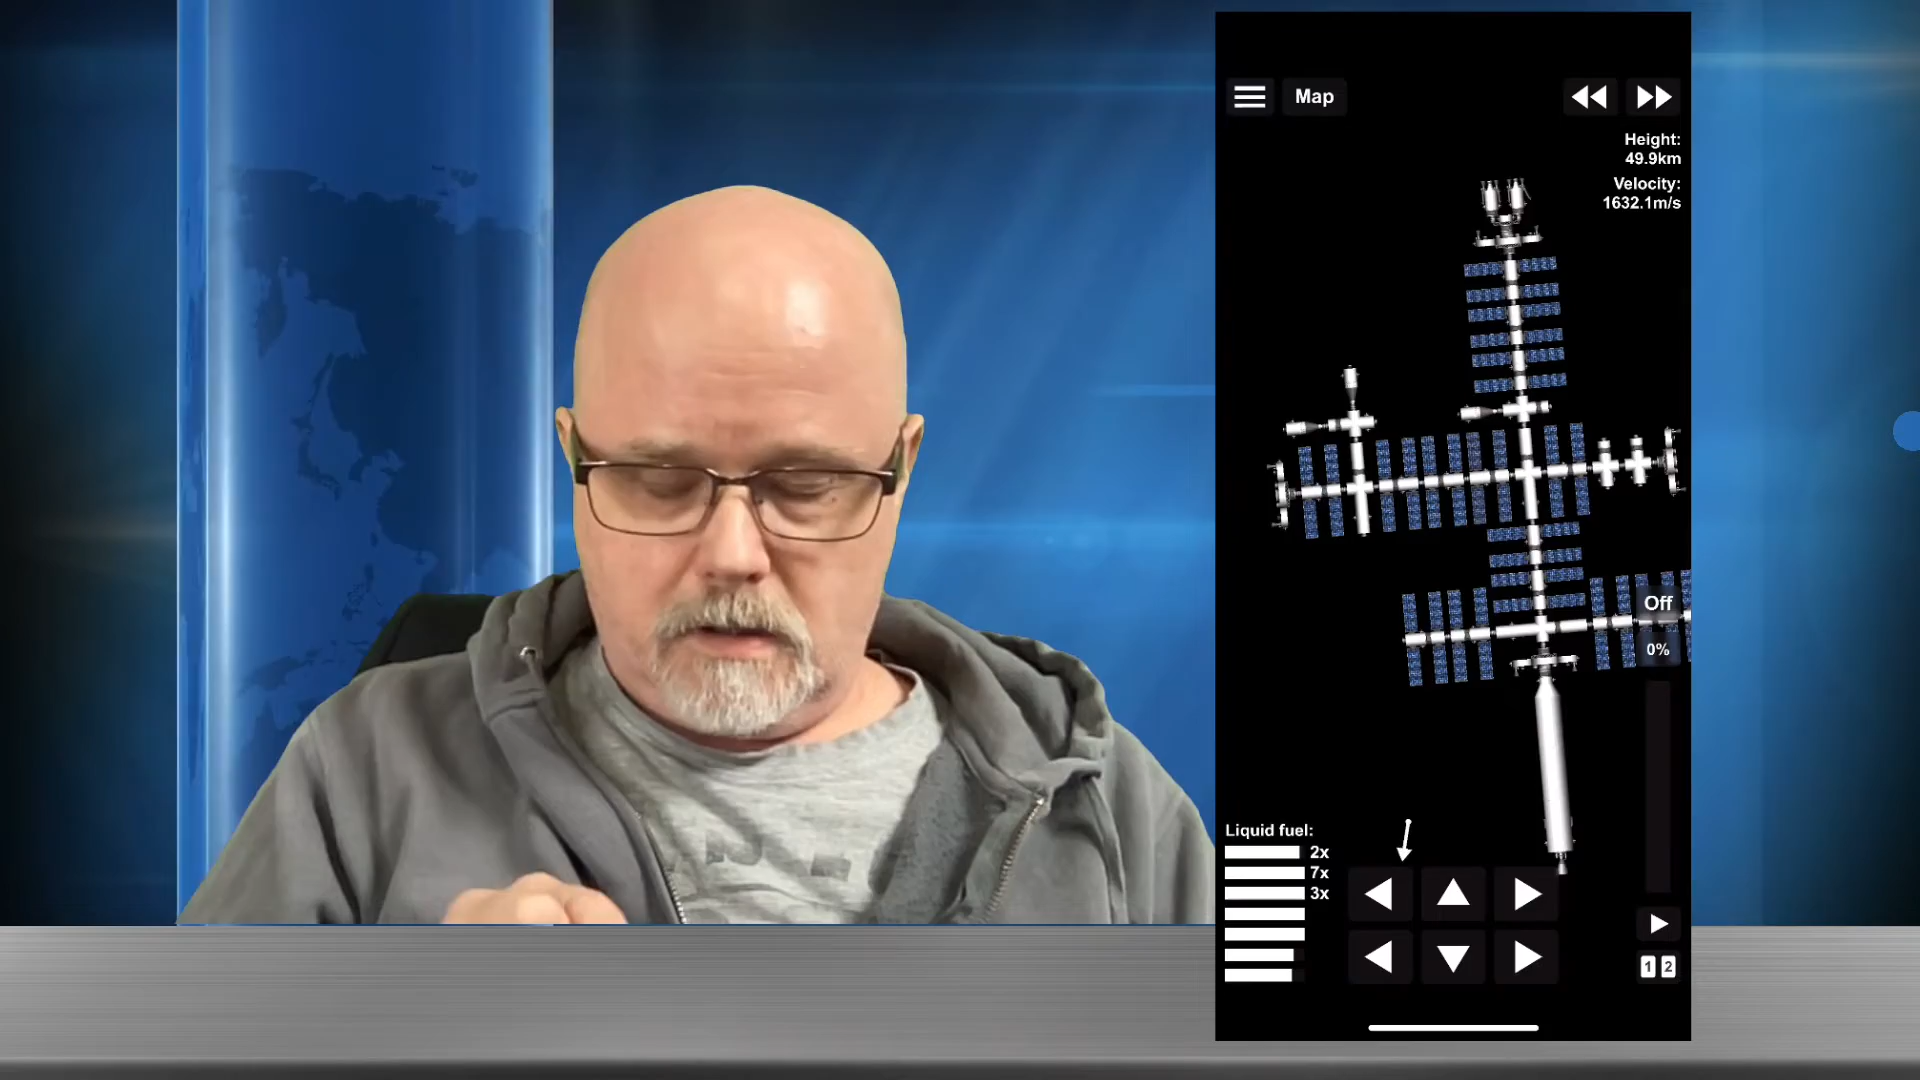 Map
Height:
49.9km
Velocity:
1632.1m/s
Off
0%
Liquid fuel:
2x
7x
3x
1 2